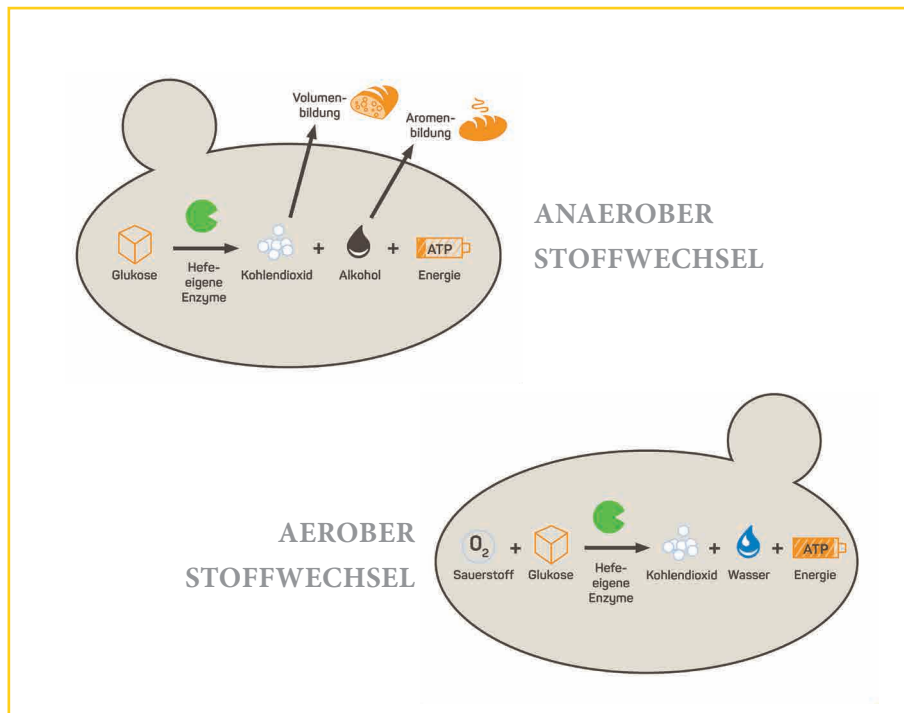 Volumen-
bildung
Aromen-
bildung
ANAEROBER
STOFFWECHSEL
Glukose
Hefe-
eigene
Enzyme
Kohlendioxid
+
Alkohol
+
ATP
Energie
AEROBER
STOFFWECHSEL
O2
Sauerstoff
+
Glukose
Hefe-
eigene
Enzyme
Kohlendioxid
+
Wasser
+
ATP
Energie